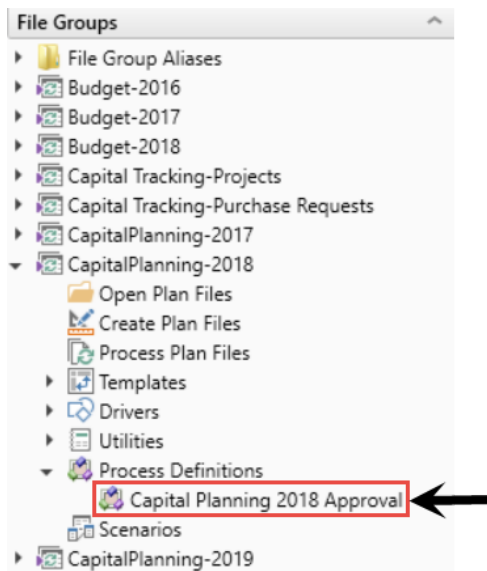 File Groups
File Group Aliases
Budget-2016
Budget-2017
Budget-2018
Capital Tracking-Projects
Capital Tracking-Purchase Requests
CapitalPlanning-2017
CapitalPlanning-2018
Open Plan Files
Create Plan Files
Process Plan Files
Templates
Drivers
Utilities
Process Definitions
Capital Planning 2018 Approval
Scenarios
CapitalPlanning-2019